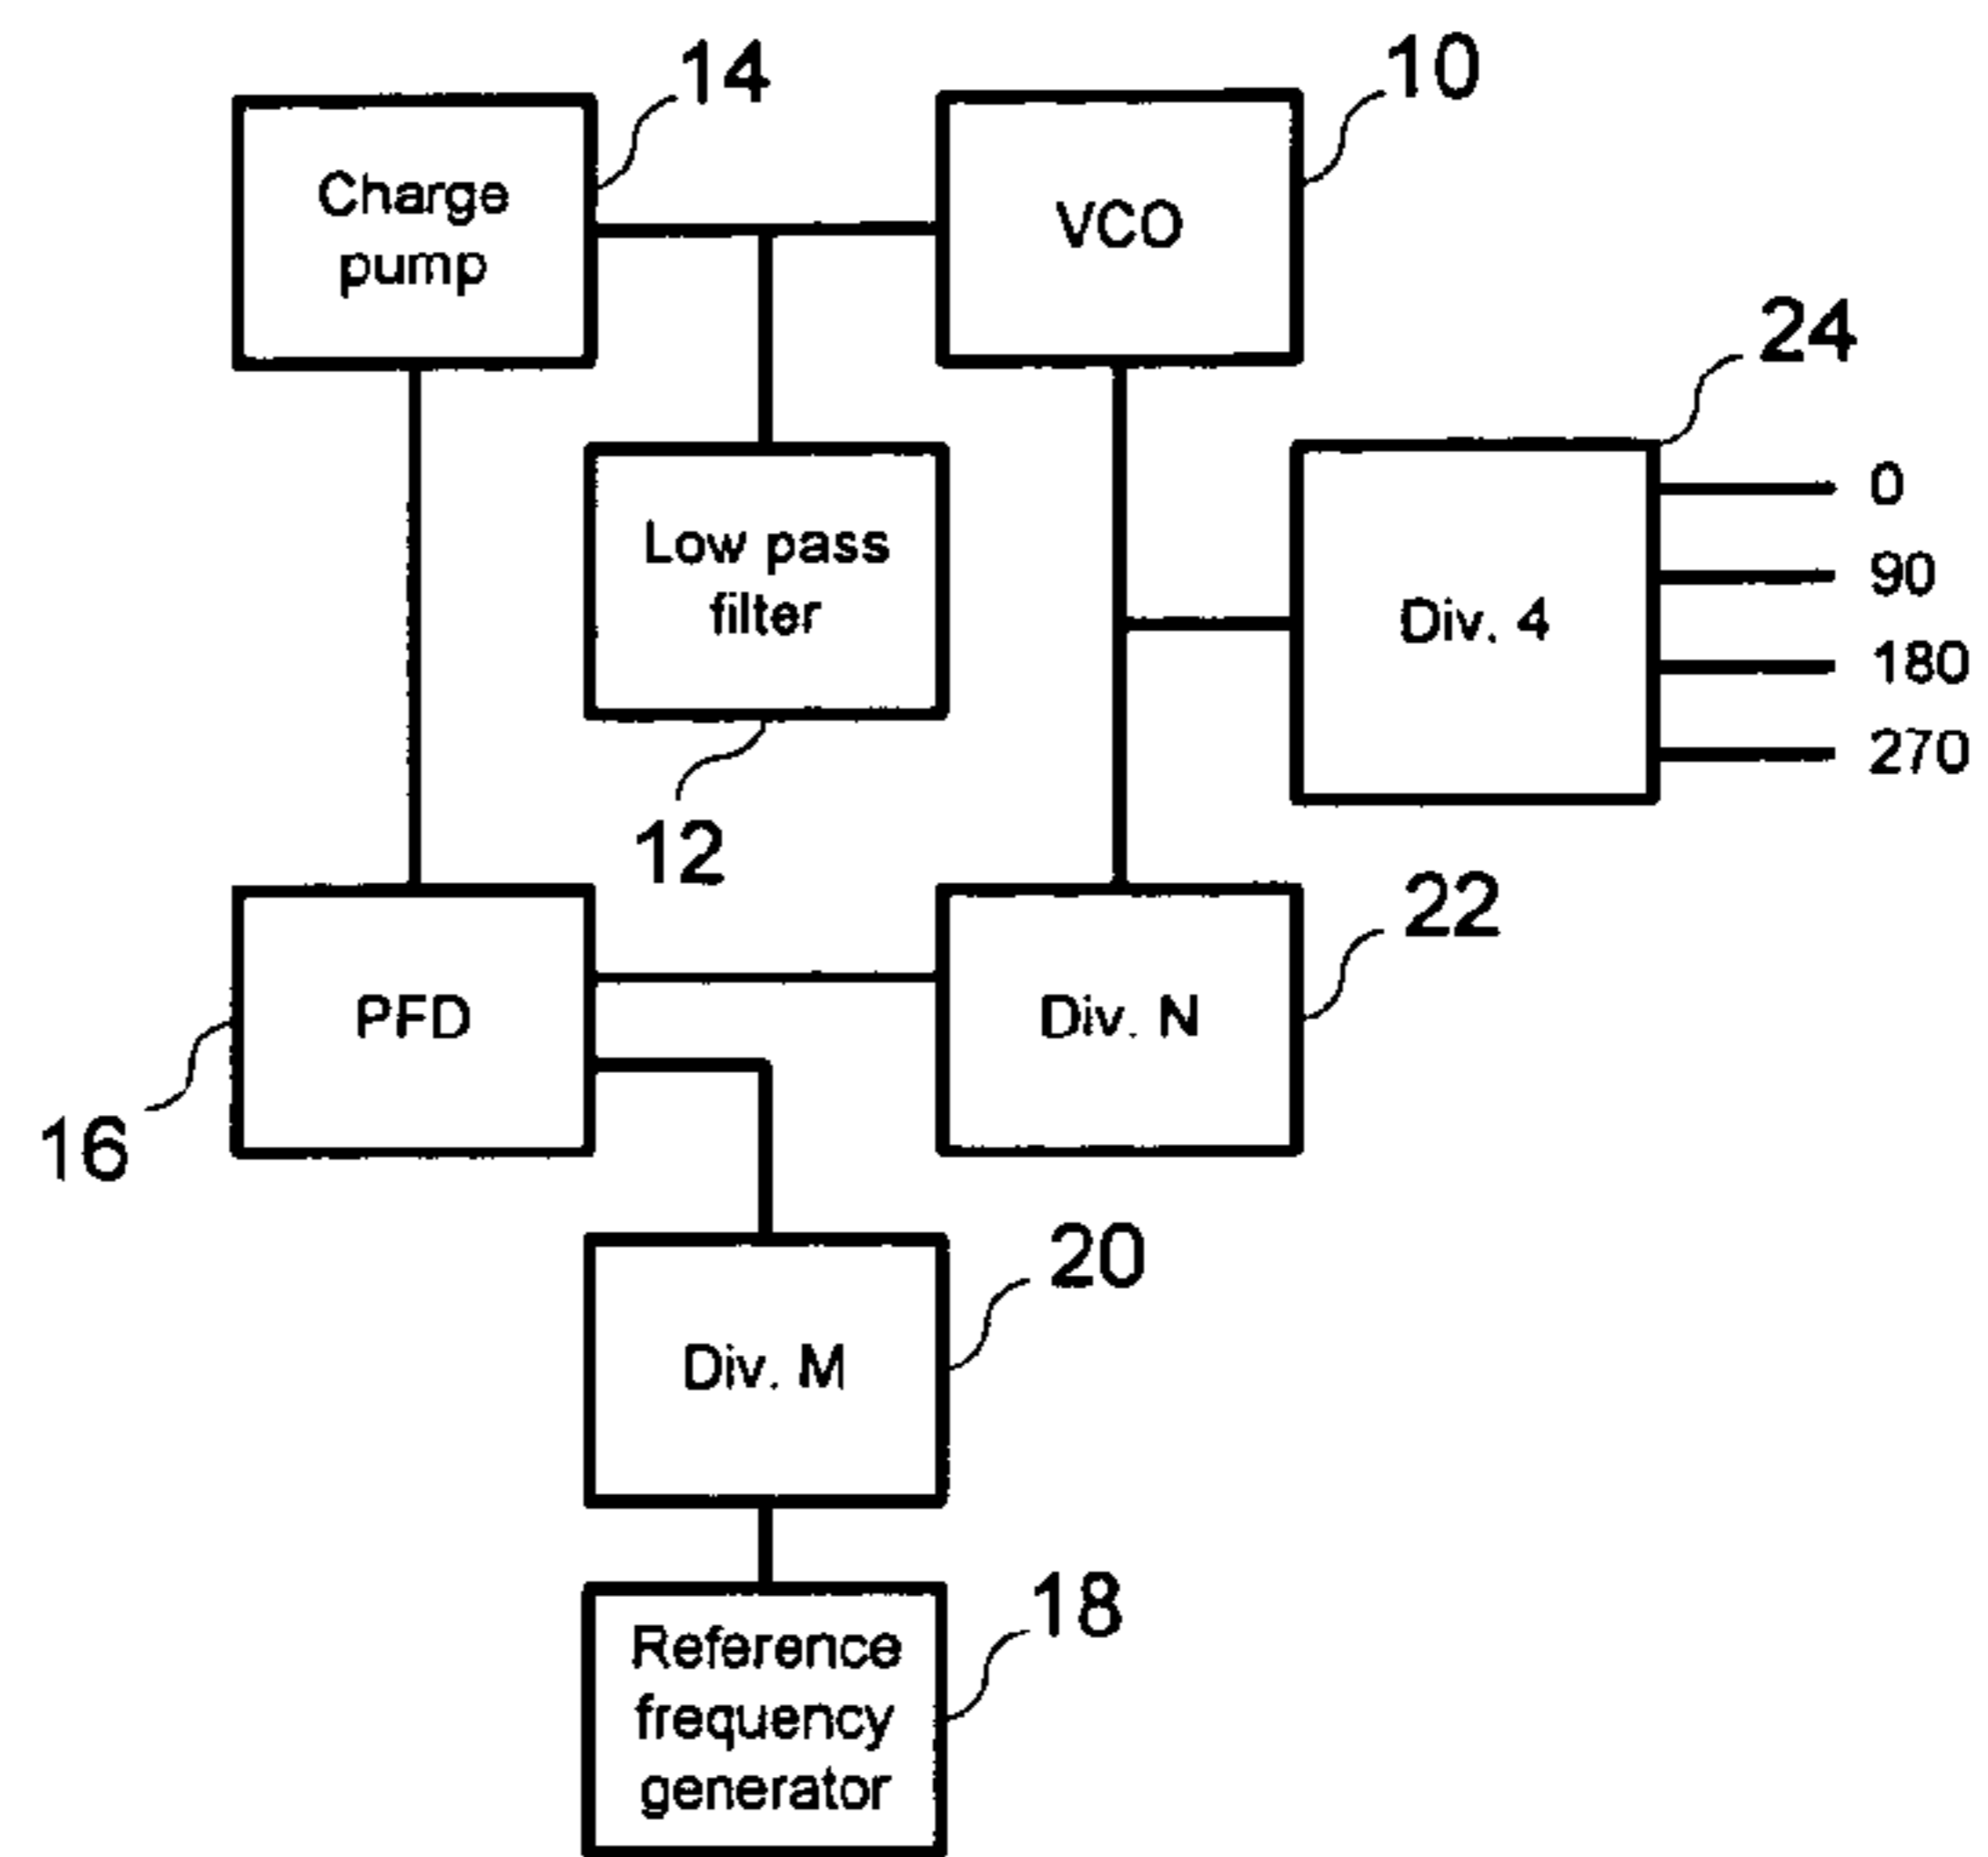 14
10
Charge
pump
VCO
24
0
90
180
270
Low pass
filter
Div. 4
12
22
PFD
Div. N
16
20
Div. M
18
Reference
frequency
generator